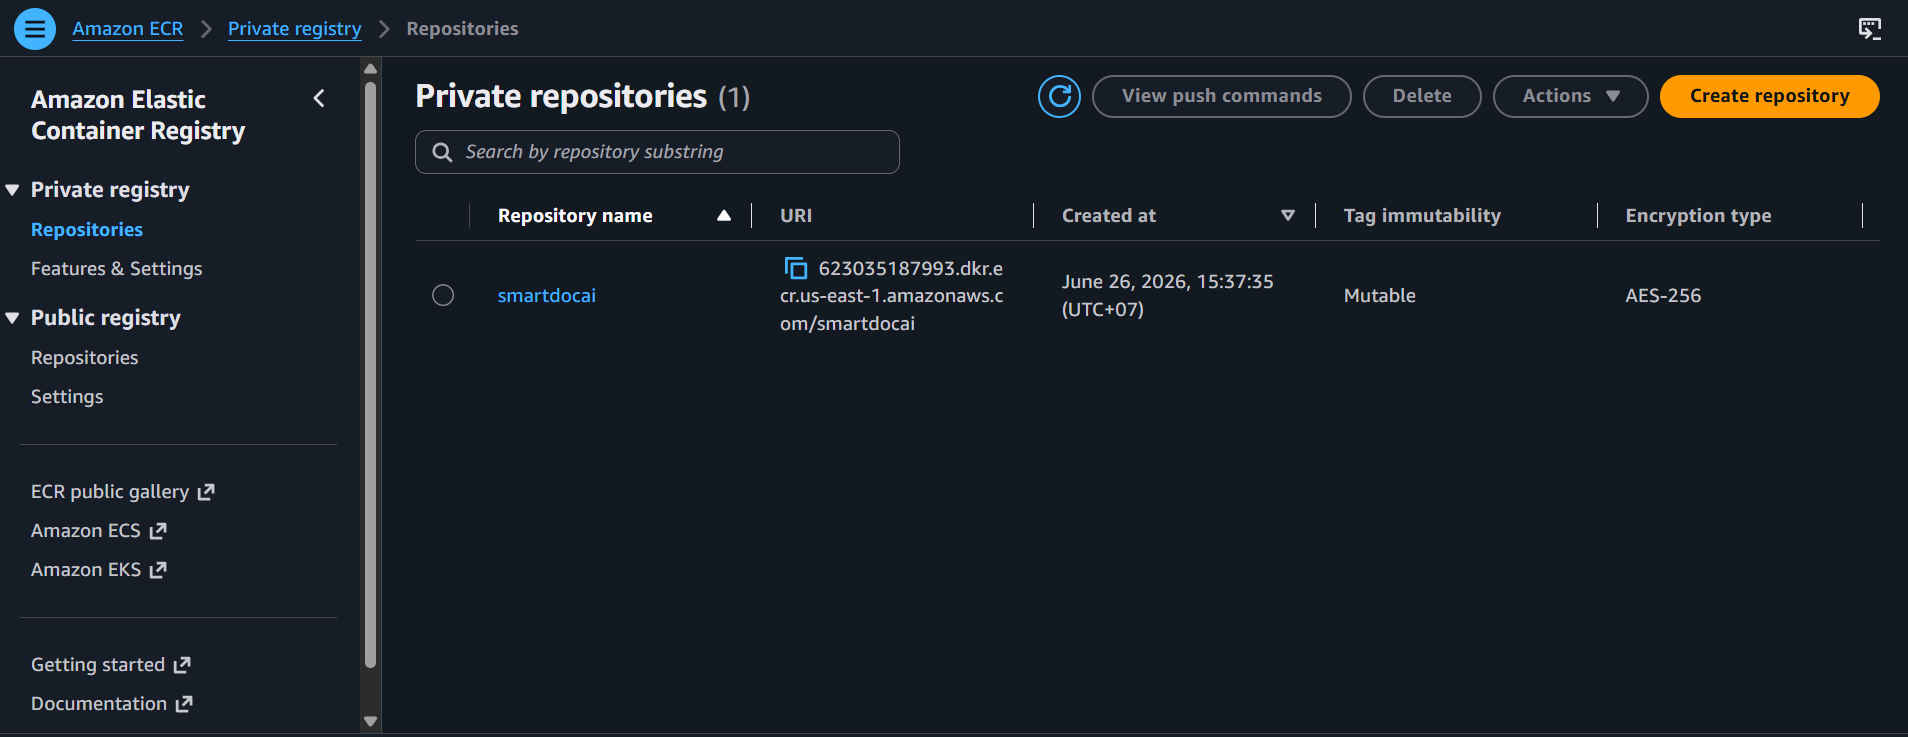 Amazon ECR
Private registry
Repositories
Amazon Elastic
Container Registry
Private registry
Repositories
Features & Settings
Public registry
Repositories
Settings
ECR public gallery
Amazon ECS
Amazon EKS
Getting started
Documentation
Private repositories (1)
View push commands
Delete
Actions
Create repository
Search by repository substring
Repository name
URI
Created at
Tag immutability
Encryption type
smartdocai
623035187993.dkr.e
cr.us-east-1.amazonaws.c
om/smartdocai
June 26, 2026, 15:37:35
(UTC+07)
Mutable
AES-256